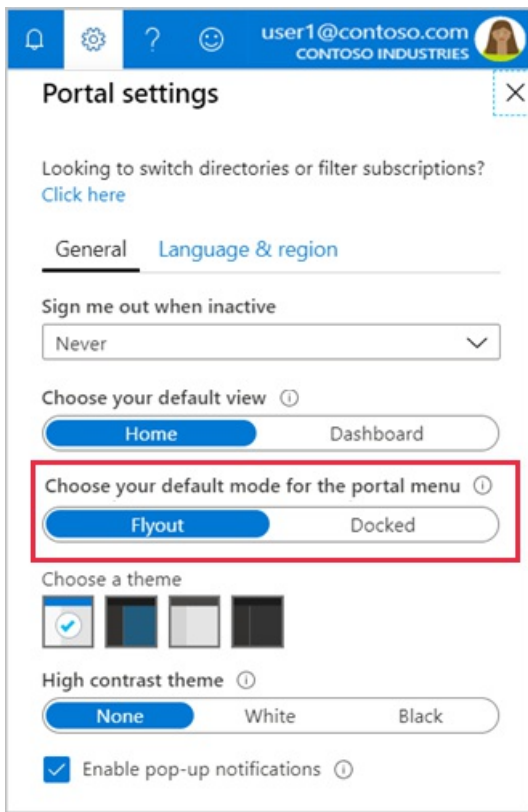 user1@contoso.com
CONTOSO INDUSTRIES
Portal settings
Looking to switch directories or filter subscriptions?
Click here
General Language & region
Sign me out when inactive
Never
Choose your default view
Home Dashboard
Choose your default mode for the portal menu
Flyout Docked
Choose a theme
High contrast theme
None White Black
Enable pop-up notifications